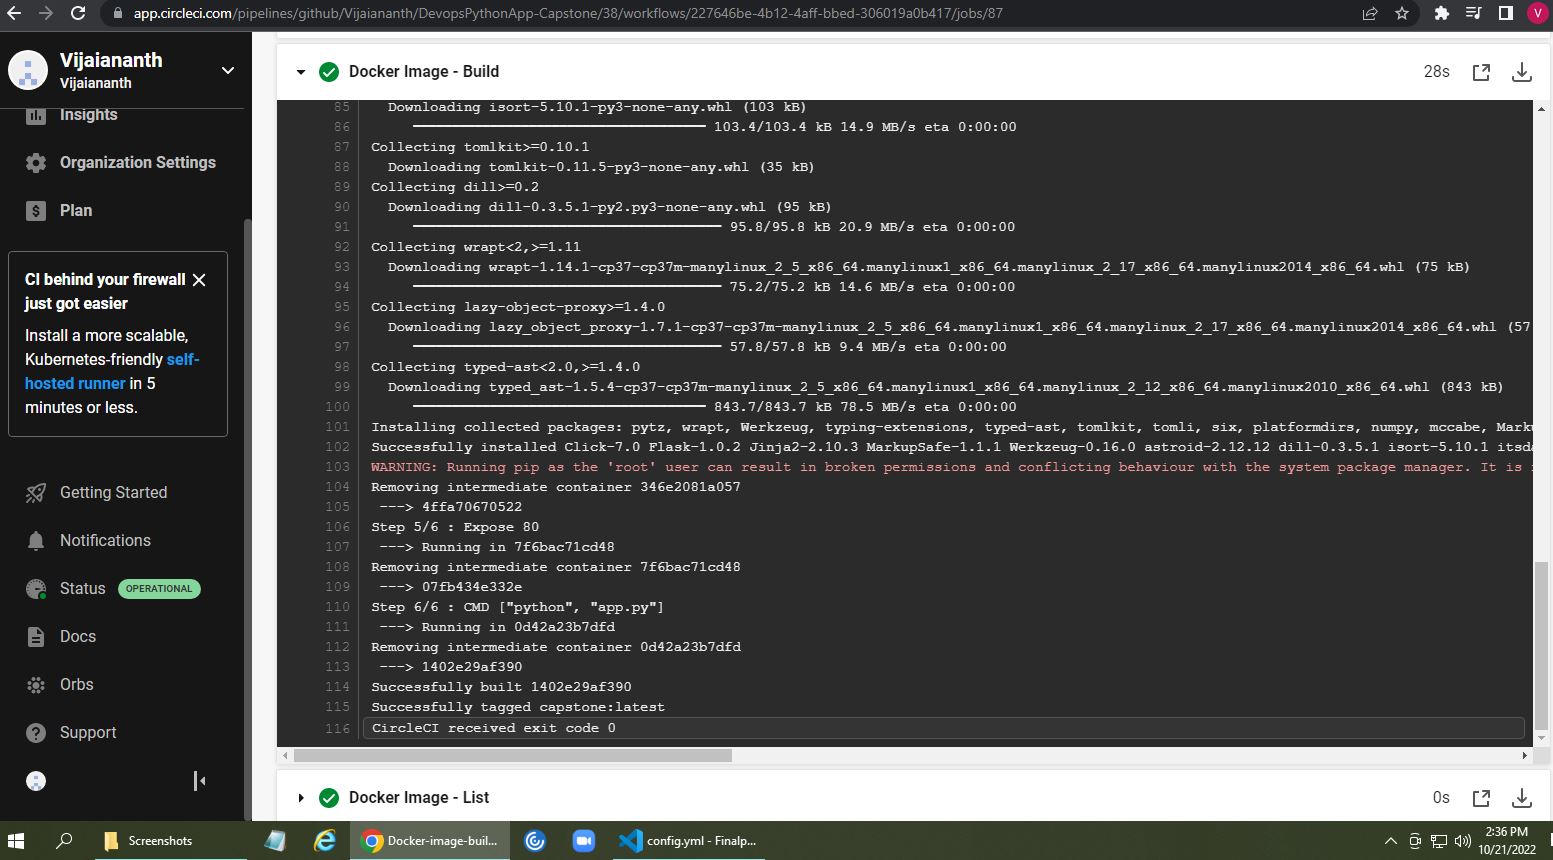 app.circleci.com/pipelines/github/Vijaiananth/DevopsPythonApp-Capstone/38/workflows/227646be-4b12-4aff-bbed-306019a0b417/jobs/87
V
Vijaiananth
Vijaiananth
Insights
Organization Settings
Plan
CI behind your firewall
just got easier
Install a more scalable,
Kubernetes-friendly self-
hosted runner in 5
minutes or less.
Getting Started
Notifications
Status OPERATIONAL
Docs
Orbs
Support
Docker Image - Build 28s
85 Downloading isort-5.10.1-py3-none-any.whl (103 kB)
86 103.4/103.4 kB 14.9 MB/s eta 0:00:00
87 Collecting tomlkit>=0.10.1
88 Downloading tomlkit-0.11.5-py3-none-any.whl (35 kB)
89 Collecting dill>=0.2
90 Downloading dill-0.3.5.1-py2.py3-none-any.whl (95 kB)
91 95.8/95.8 kB 20.9 MB/s eta 0:00:00
92 Collecting wrapt<2,>=1.11
93 Downloading wrapt-1.14.1-cp37-cp37m-manylinux_2_5_x86_64.manylinux1_x86_64.manylinux_2_17_x86_64.manylinux2014_x86_64.whl (75 kB)
94 75.2/75.2 kB 14.6 MB/s eta 0:00:00
95 Collecting lazy-object-proxy>=1.4.0
96 Downloading lazy_object_proxy-1.7.1-cp37-cp37m-manylinux_2_5_x86_64.manylinux1_x86_64.manylinux_2_17_x86_64.manylinux2014_x86_64.whl (57
97 57.8/57.8 kB 9.4 MB/s eta 0:00:00
98 Collecting typed-ast<2.0,>=1.4.0
99 Downloading typed_ast-1.5.4-cp37-cp37m-manylinux_2_5_x86_64.manylinux1_x86_64.manylinux_2_12_x86_64.manylinux2010_x86_64.whl (843 kB)
100 843.7/843.7 kB 78.5 MB/s eta 0:00:00
101 Installing collected packages: pytz, wrapt, Werkzeug, typing-extensions, typed-ast, tomlkit, tomli, six, platformdirs, numpy, mccabe, Mark
102 Successfully installed Click-7.0 Flask-1.0.2 Jinja2-2.10.3 MarkupSafe-1.1.1 Werkzeug-0.16.0 astroid-2.12.12 dill-0.3.5.1 isort-5.10.1 itsda
103 WARNING: Running pip as the 'root' user can result in broken permissions and conflicting behaviour with the system package manager. It is
104 Removing intermediate container 346e2081a057
105 ---> 4ffa70670522
106 Step 5/6 : Expose 80
107 ---> Running in 7f6bac71cd48
108 Removing intermediate container 7f6bac71cd48
109 ---> 07fb434e332e
110 Step 6/6 : CMD ["python", "app.py"]
111 ---> Running in 0d42a23b7dfd
112 Removing intermediate container 0d42a23b7dfd
113 ---> 1402e29af390
114 Successfully built 1402e29af390
115 Successfully tagged capstone:latest
116 CircleCI received exit code 0
Docker Image - List 0s
Screenshots
Docker-image-buil...
config.yml - Finalp...
2:36 PM
10/21/2022